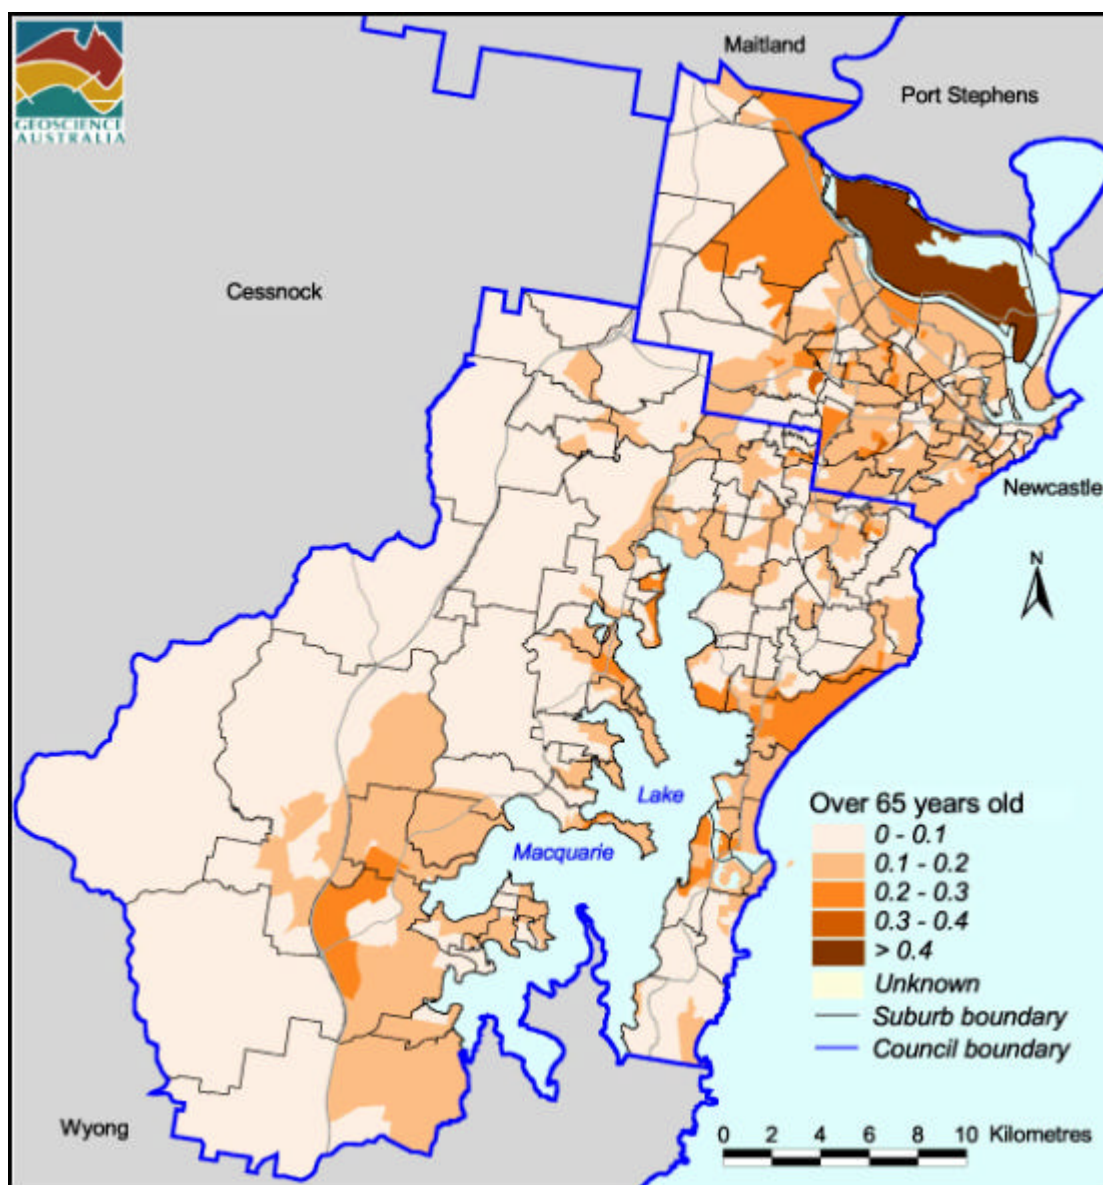 Maitland
Port Stephens
GEOSCIENCE
AUSTRALIA
Cessnock
Newcastle
N
Lake
Macquarie
Over 65 years old
0 - 0.1
0.1 - 0.2
0.2 - 0.3
0.3 - 0.4
> 0.4
Unknown
Suburb boundary
Council boundary
Wyong
0 2 4 6 8 10 Kilometres